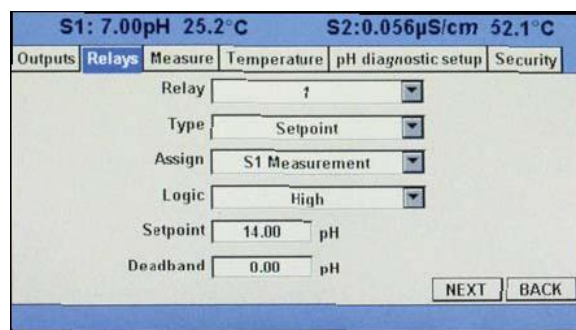 S1: 7.00pH 25.2°C S2:0.056µS/cm 52.1°C
Outputs Relays Measure Temperature pH diagnostic setup Security
Relay 1
Type Setpoint
Assign S1 Measurement
Logic High
Setpoint 14.00 pH
Deadband 0.00 pH
NEXT BACK